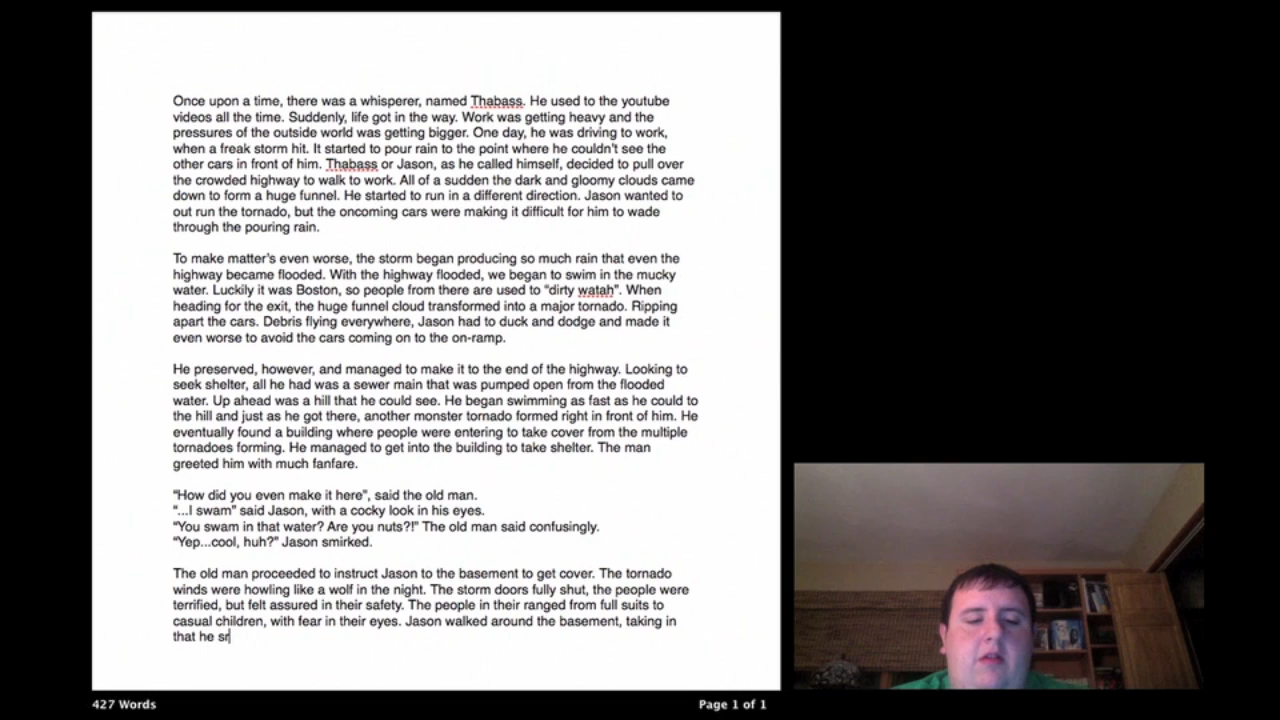 Once upon a time, there was a whisperer, named Thabass. He used to the youtube
videos all the time. Suddenly, life got in the way. Work was getting heavy and the
pressures of the outside world was getting bigger. One day, he was driving to work,
when a freak storm hit. It started to pour rain to the point where he couldn't see the
other cars in front of him. Thabass or Jason, as he called himself, decided to pull over
the crowded highway to walk to work. All of a sudden the dark and gloomy clouds came
down to form a huge funnel. He started to run in a different direction. Jason wanted to
out run the tornado, but the oncoming cars were making it difficult for him to wade
through the pouring rain.
To make matter's even worse, the storm began producing so much rain that even the
highway became flooded. With the highway flooded, we began to swim in the mucky
water. Luckily it was Boston, so people from there are used to “dirty watah”. When
heading for the exit, the huge funnel cloud transformed into a major tornado. Ripping
apart the cars. Debris flying everywhere, Jason had to duck and dodge and made it
even worse to avoid the cars coming on to the on-ramp.
He preserved, however, and managed to make it to the end of the highway. Looking to
seek shelter, all he had was a sewer main that was pumped open from the flooded
water. Up ahead was a hill that he could see. He began swimming as fast as he could to
the hill and just as he got there, another monster tornado formed right in front of him. He
eventually found a building where people were entering to take cover from the multiple
tornadoes forming. He managed to get into the building to take shelter. The man
greeted him with much fanfare.
“How did you even make it here”, said the old man.
“...I swam” said Jason, with a cocky look in his eyes.
“You swam in that water? Are you nuts?!” The old man said confusingly.
“Yep...cool, huh?” Jason smirked.
The old man proceeded to instruct Jason to the basement to get cover. The tornado
winds were howling like a wolf in the night. The storm doors fully shut, the people were
terrified, but felt assured in their safety. The people in their ranged from full suits to
casual children, with fear in their eyes. Jason walked around the basement, taking in
that he sr
427 Words
Page 1 of 1